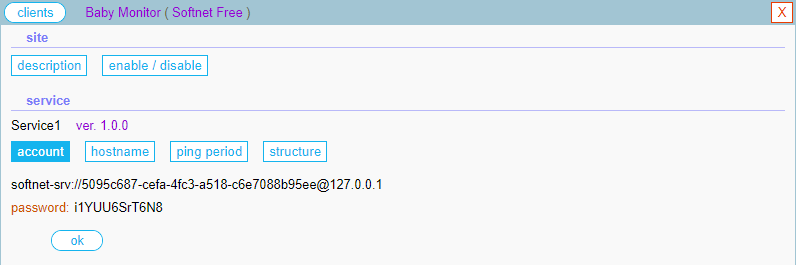 clients Baby Monitor ( Softnet Free ) X
site
description enable / disable
service
Service1 ver. 1.0.0
account hostname ping period structure
softnet-srv://5095c687-cefa-4fc3-a518-c6e7088b95ee@127.0.0.1
password: i1YUU6SrT6N8
ok